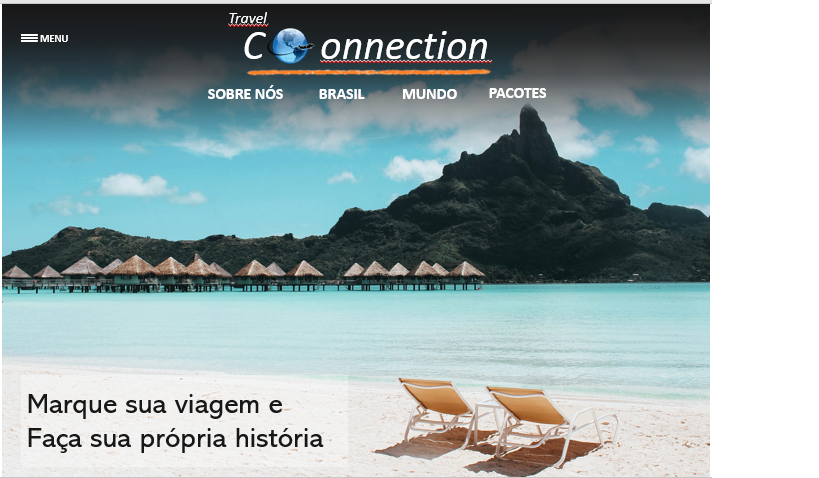 Travel
MENU
C onnection
SOBRE NÓS BRASIL MUNDO PACOTES
Marque sua viagem e
Faça sua própria história